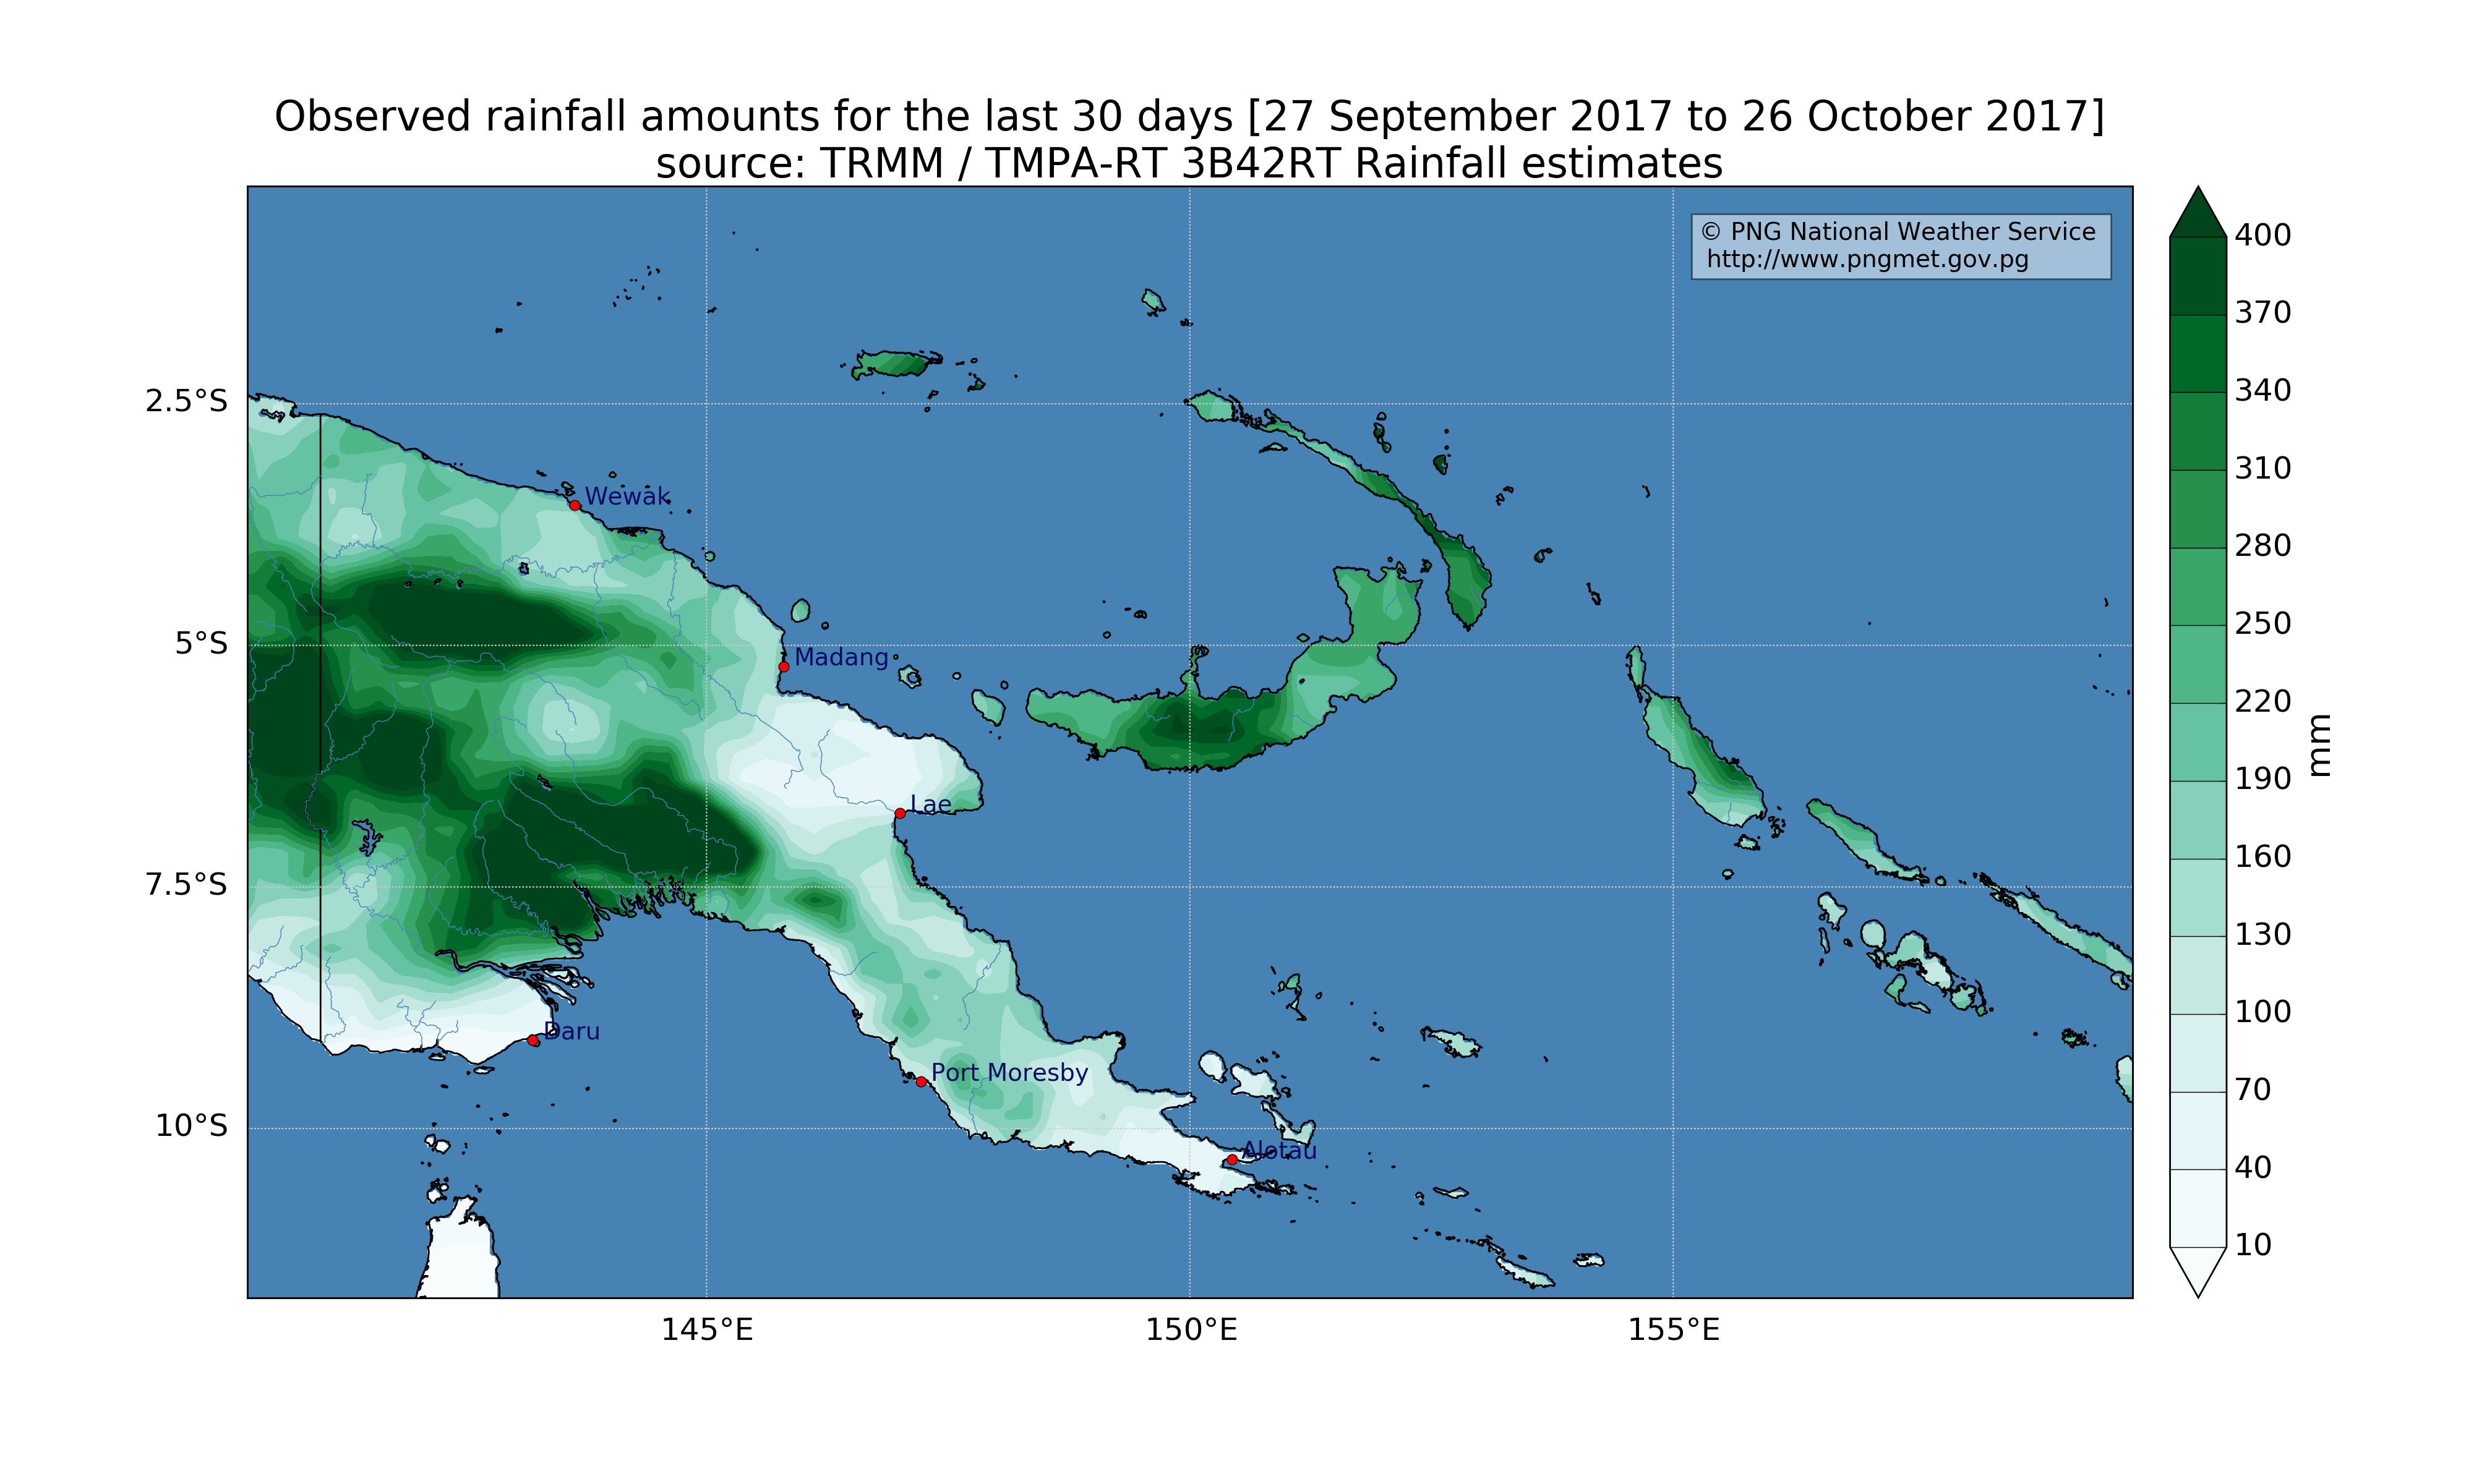 Observed rainfall amounts for the last 30 days [27 September 2017 to 26 October 2017]
source: TRMM / TMPA-RT 3B42RT Rainfall estimates
© PNG National Weather Service
http://www.pngmet.gov.pg
2.5°S
5°S
7.5°S
10°S
Wewak
Madang
Lae
Daru
Port Moresby
Alotau
145°E
150°E
155°E
400
370
340
310
280
250
220
190
160
130
100
70
40
10
mm